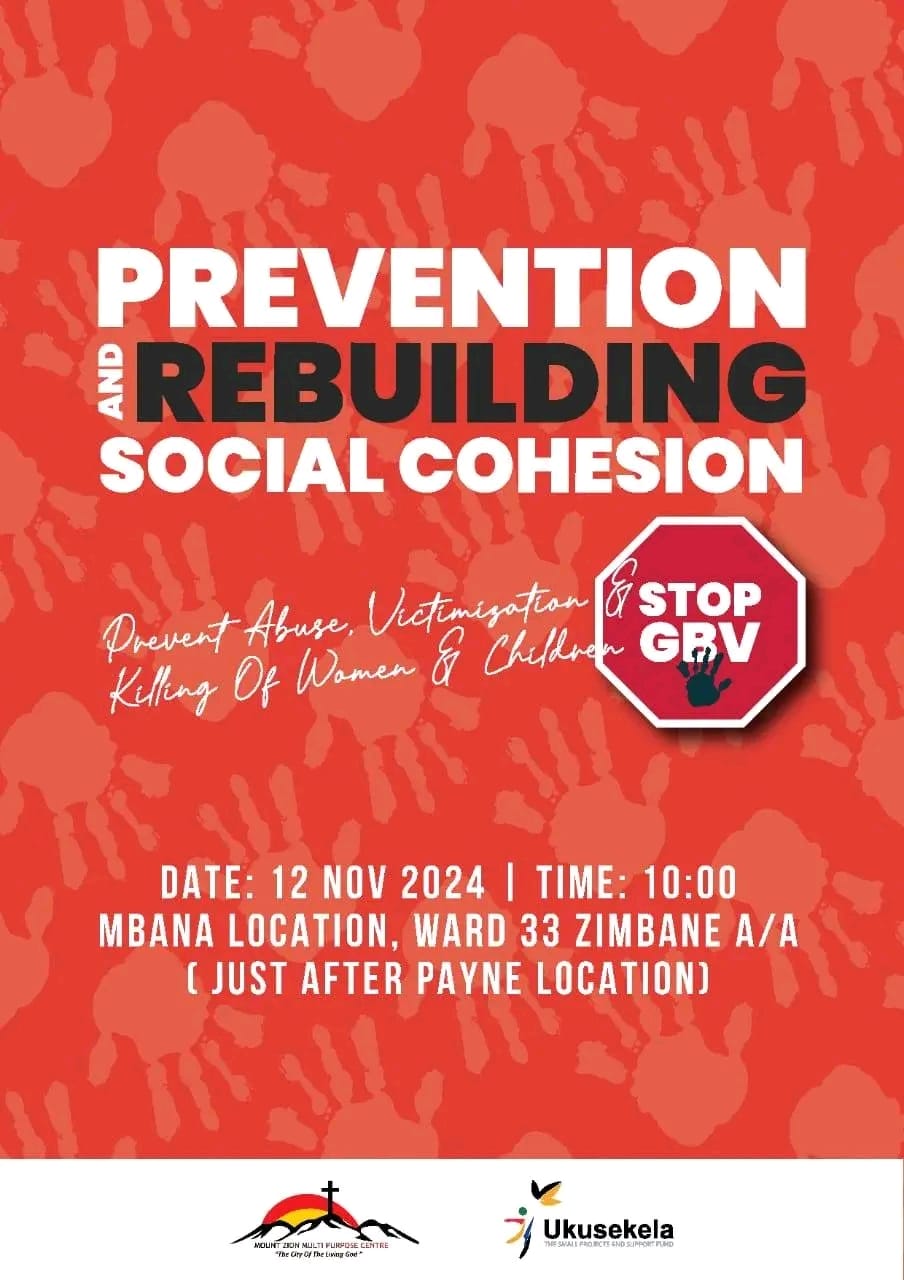 PREVENTION
AND REBUILDING
SOCIAL COHESION
Prevent Abuse, Victimization &
Killing Of Women & Children
STOP
GBV
DATE: 12 NOV 2024 | TIME: 10:00
MBANA LOCATION, WARD 33 ZIMBANE A/A
( JUST AFTER PAYNE LOCATION)
MOUNT ZION MULTI PURPOSE CENTRE
"The City Of The Living God"
Ukusekela
THE SMALL PROJECTS AND SUPPORT FUND